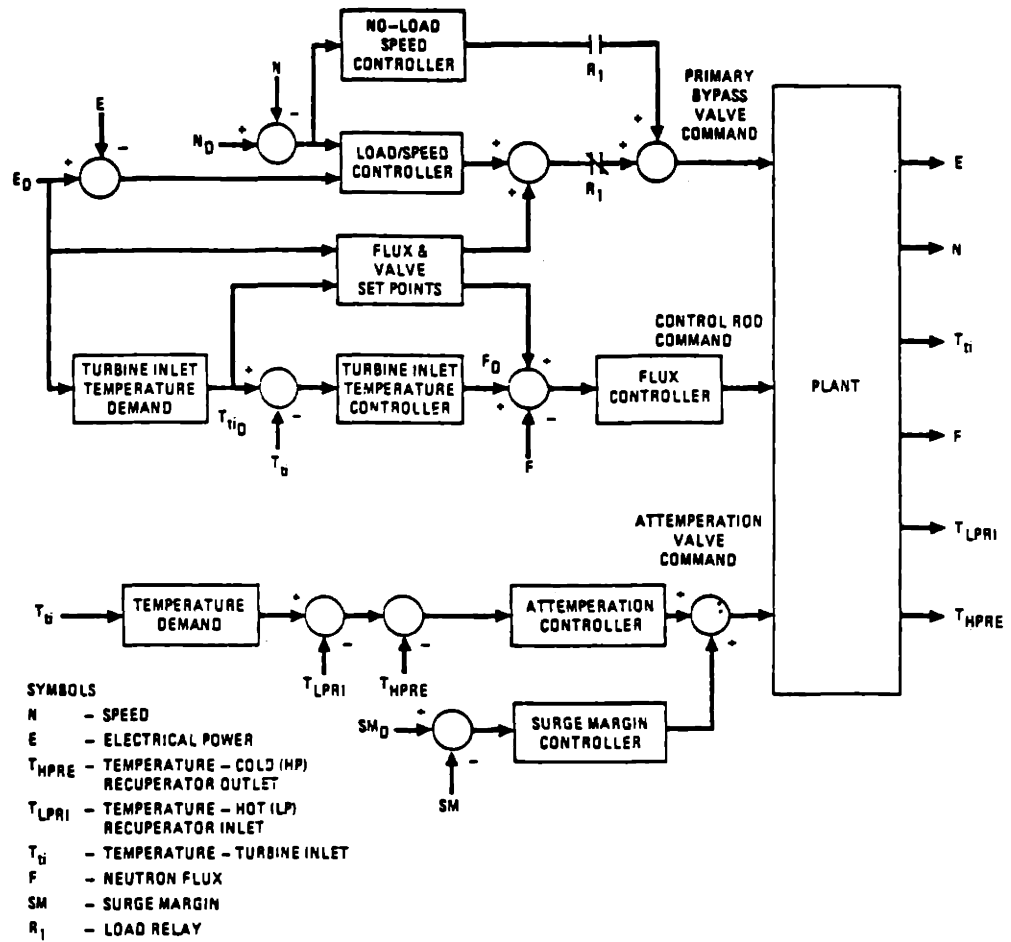 NO-LOAD
SPEED
CONTROLLER
R1
N
E
PRIMARY
BYPASS
VALVE
COMMAND
+
-
ND
+
-
ED
+
-
LOAD/SPEED
CONTROLLER
+
+
R1
+
+
E
FLUX &
VALVE
SET POINTS
N
CONTROL ROD
COMMAND
Tti
TURBINE INLET
TEMPERATURE
DEMAND
TtiD
+
-
Tti
TURBINE INLET
TEMPERATURE
CONTROLLER
FD
+
+
-
F
FLUX
CONTROLLER
PLANT
F
ATTEMPERATION
VALVE
COMMAND
TLPRI
Tti
TEMPERATURE
DEMAND
+
-
TLPRI
-
THPRE
ATTEMPERATION
CONTROLLER
+
+
THPRE
SMD
+
-
SM
SURGE MARGIN
CONTROLLER
SYMBOLS
N - SPEED
E - ELECTRICAL POWER
THPRE - TEMPERATURE - COLD (HP)
RECUPERATOR OUTLET
TLPRI - TEMPERATURE - HOT (LP)
RECUPERATOR INLET
Tti - TEMPERATURE - TURBINE INLET
F - NEUTRON FLUX
SM - SURGE MARGIN
R1 - LOAD RELAY